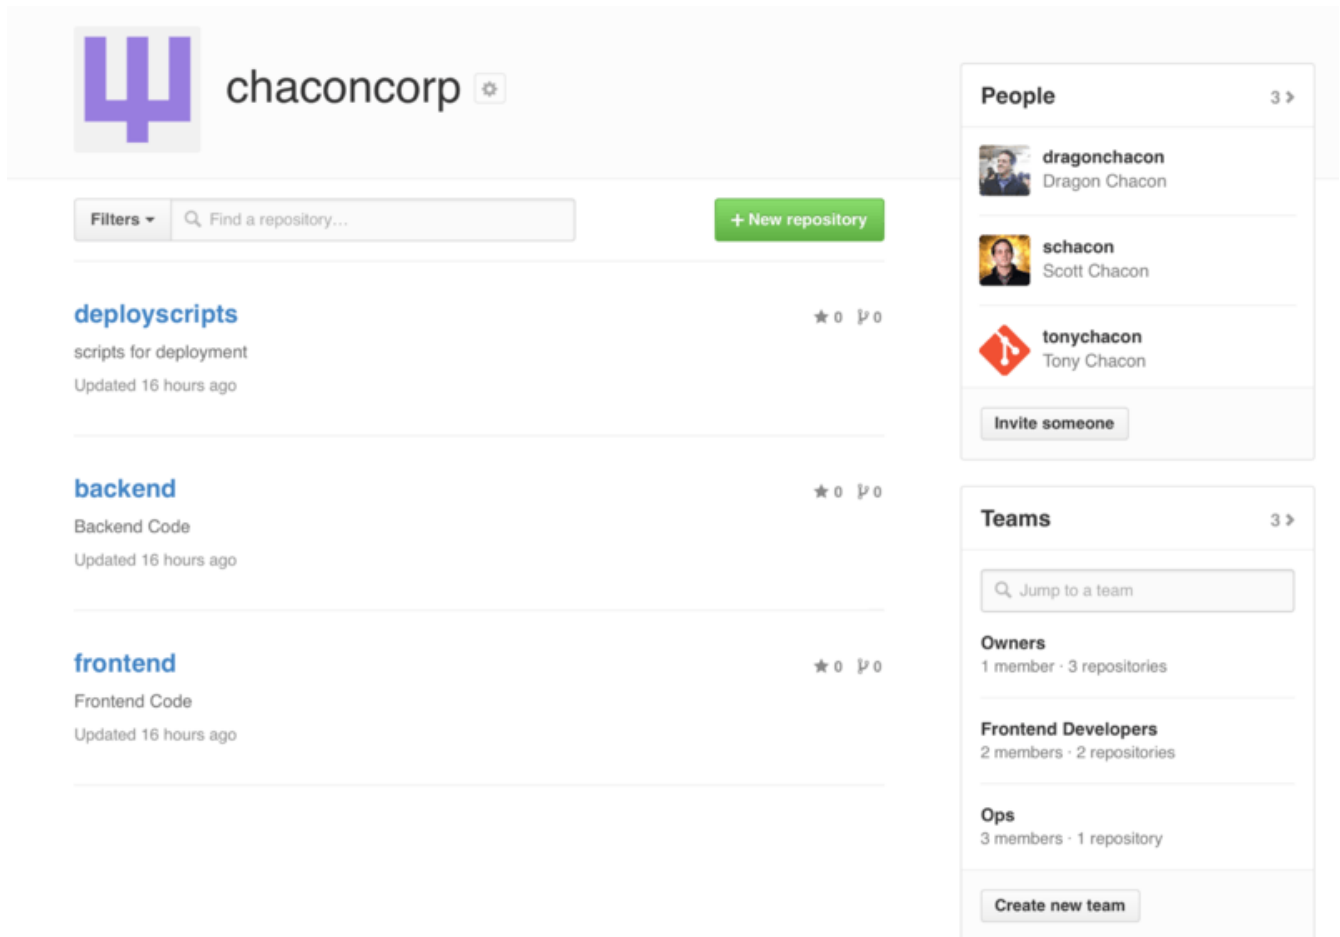 chaoncorp
Filters
Find a repository...
+ New repository
deployscripts
0 0
scripts for deployment
Updated 16 hours ago
backend
0 0
Backend Code
Updated 16 hours ago
frontend
0 0
Frontend Code
Updated 16 hours ago
People 3
dragonchacon
Dragon Chacon
schacon
Scott Chacon
tonychacon
Tony Chacon
Invite someone
Teams 3
Jump to a team
Owners
1 member · 3 repositories
Frontend Developers
2 members · 2 repositories
Ops
3 members · 1 repository
Create new team